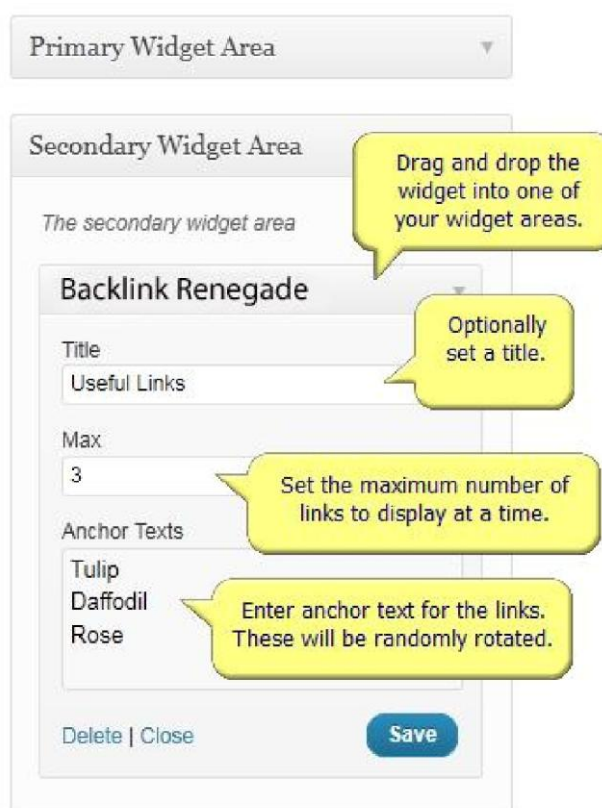 Primary Widget Area
Secondary Widget Area
Drag and drop the
widget into one of
your widget areas.
The secondary widget area
Backlink Renegade
Optionally
set a title.
Title
Useful Links
Max
3
Set the maximum number of
links to display at a time.
Anchor Texts
Tulip
Daffodil
Rose
Enter anchor text for the links.
These will be randomly rotated.
Delete | Close
Save